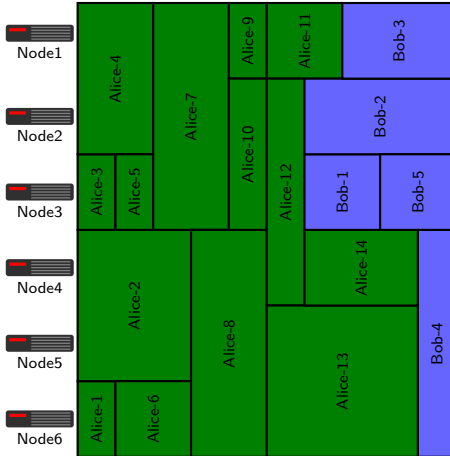 Node1
Alice-4
Alice-7
Alice-9
Alice-11
Bob-3
Node2
Alice-10
Alice-12
Bob-2
Node3
Alice-3
Alice-5
Bob-1
Bob-5
Node4
Alice-2
Alice-8
Alice-14
Bob-4
Node5
Alice-13
Node6
Alice-1
Alice-6